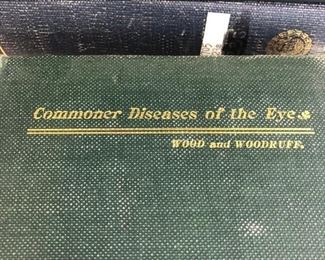 Commoner Diseases of the Eye
WOOD and WOODRUFF.